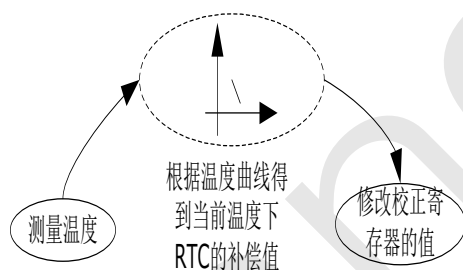 测量温度
根据温度曲线得
到当前温度下
RTC的补偿值
修改校正寄
存器的值